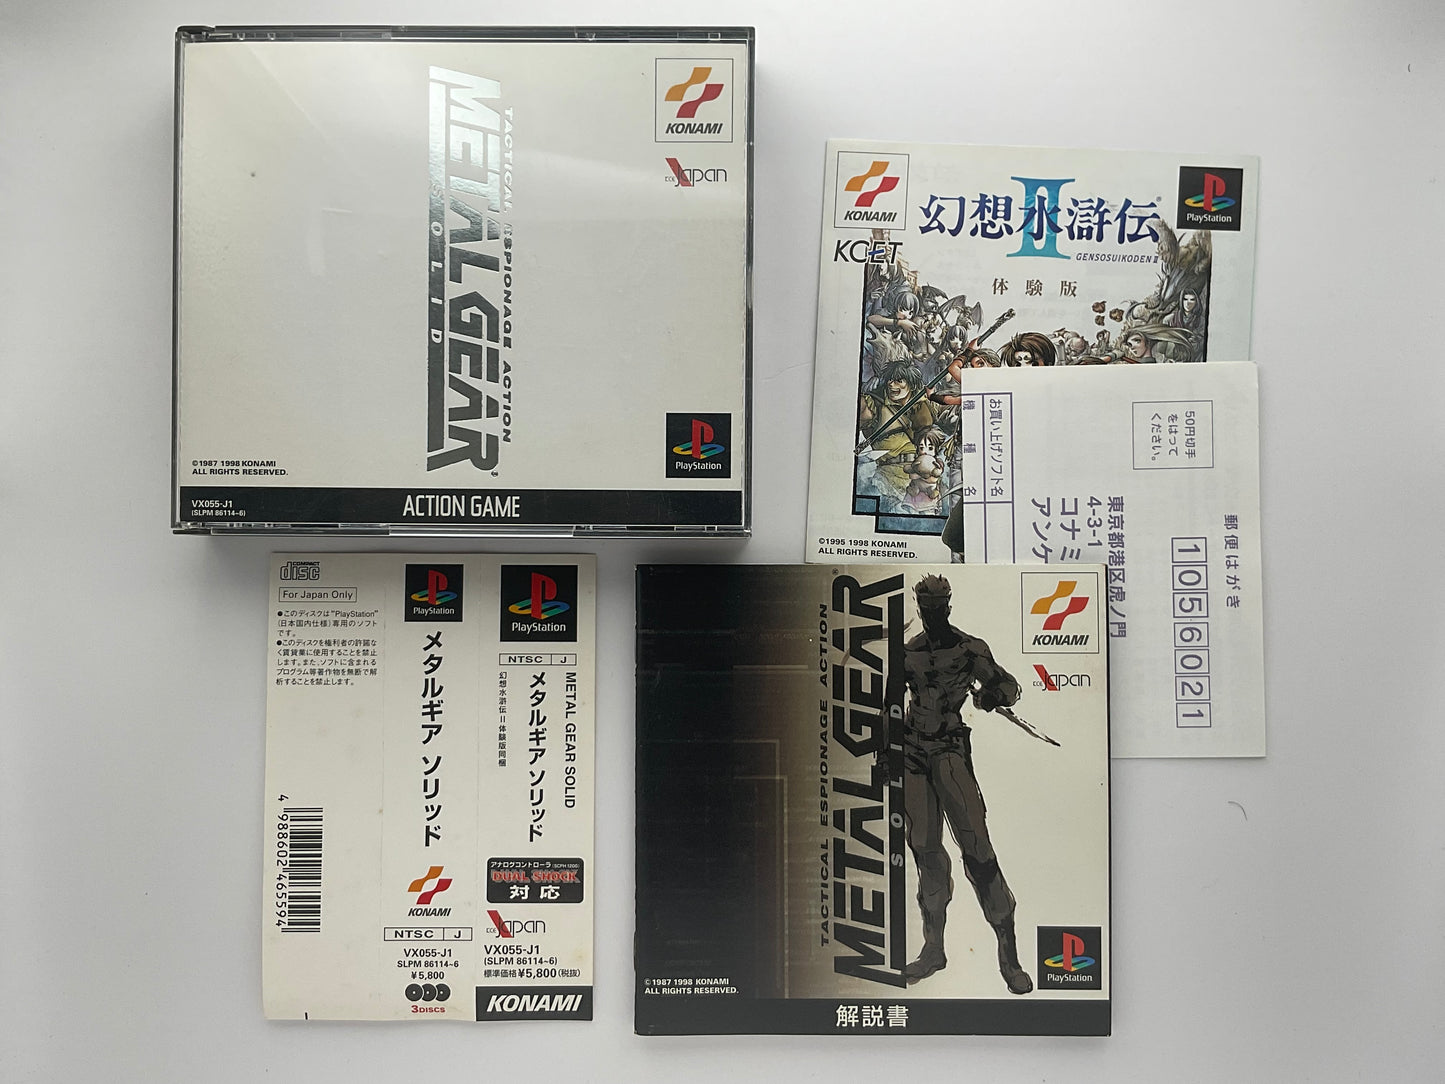 TACTICAL ESPIONAGE ACTION
METAL GEAR
SOLID
KONAMI
KCE Japan
PlayStation
©1987 1998 KONAMI
ALL RIGHTS RESERVED.
VX055-J1
(SLPM 86114~6)
ACTION GAME
KONAMI
KCET
幻想水滸伝
II
GENSOSUIKODEN II
体験版
PlayStation
©1995 1998 KONAMI
ALL RIGHTS RESERVED.
50円切手
をはって
ください。
郵便はがき
1056021
東京都港区虎ノ門
4-3-1
コナミ
アンケ
お買い上げソフト名
機種名
COMPACT
disc
For Japan Only
●このディスクは"PlayStation"
(日本国内仕様)専用のソフト
です。
●このディスクを権利者の許諾な
く賃貸業に使用することを禁止
します。また、ソフトに含まれる
プログラム等著作物を無断で解
析することを禁止します。
4 988602 465594
PlayStation
メタルギア ソリッド
KONAMI
NTSC J
VX055-J1
SLPM 86114~6
¥5,800
3DISCS
PlayStation
NTSC J
METAL GEAR SOLID
メタルギア ソリッド
幻想水滸伝II体験版同梱
アナログコントローラ(SCPH-1200)
DUAL SHOCK
対応
KCE Japan
VX055-J1
(SLPM 86114~6)
標準価格¥5,800(税抜)
KONAMI
TACTICAL ESPIONAGE ACTION
METAL GEAR
SOLID
KONAMI
KCE Japan
PlayStation
©1987 1998 KONAMI
ALL RIGHTS RESERVED.
解説書